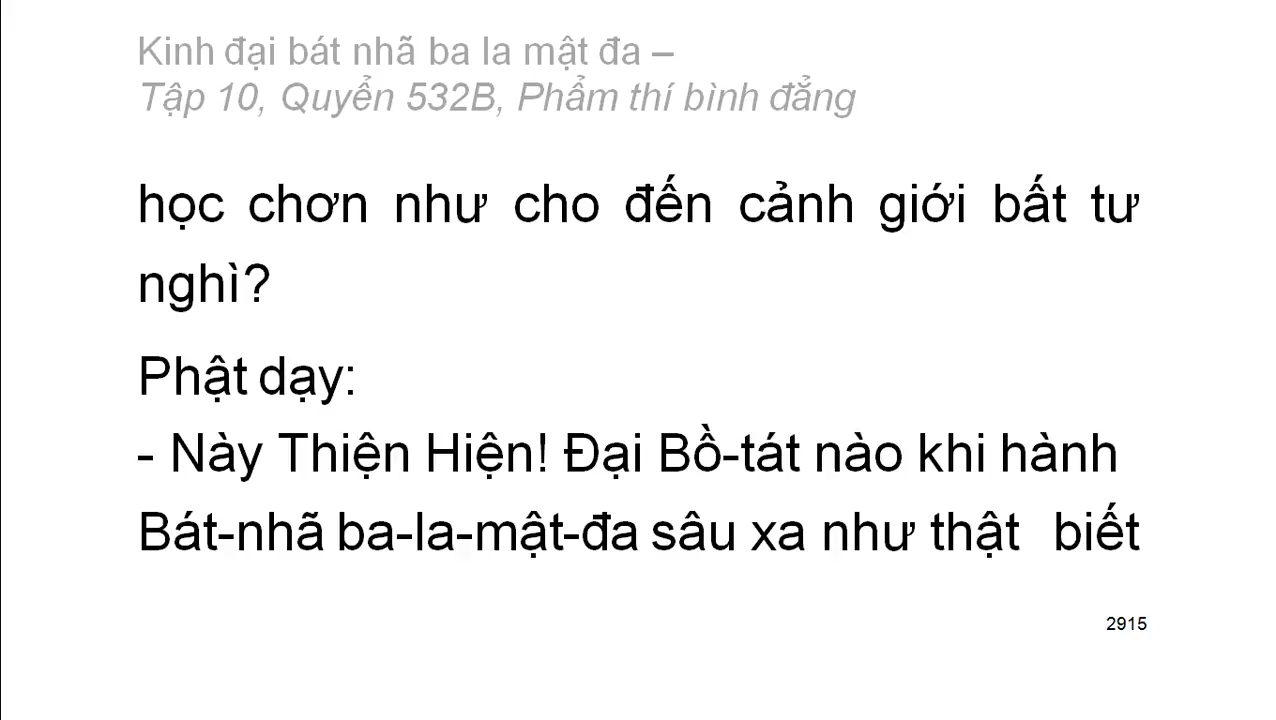 Kinh đại bát nhã ba la mật đa –
Tập 10, Quyển 532B, Phẩm thí bình đẳng
học chơn như cho đến cảnh giới bất tư
nghì?
Phật dạy:
- Này Thiện Hiện! Đại Bồ-tát nào khi hành
Bát-nhã ba-la-mật-đa sâu xa như thật biết
2915